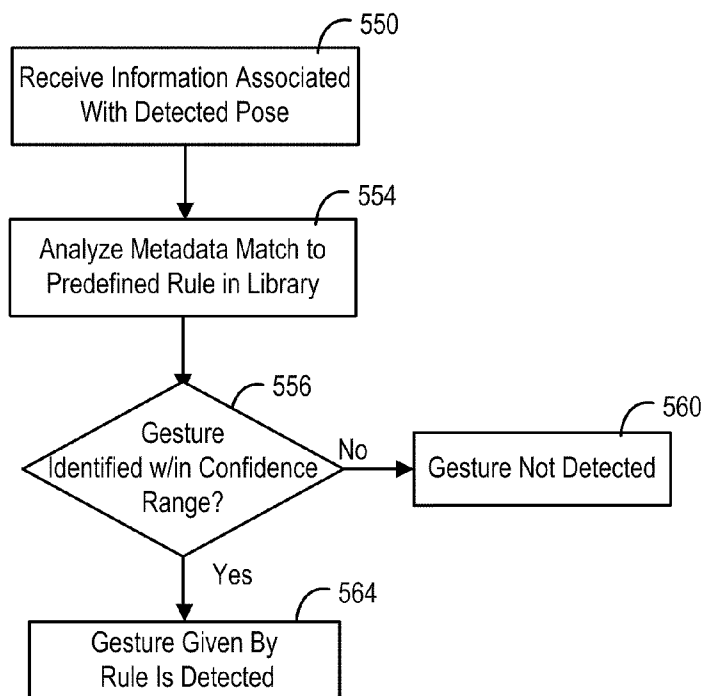 550
Receive Information Associated
With Detected Pose
554
Analyze Metadata Match to
Predefined Rule in Library
556
Gesture
Identified w/in Confidence
Range?
No
560
Gesture Not Detected
Yes
564
Gesture Given By
Rule Is Detected